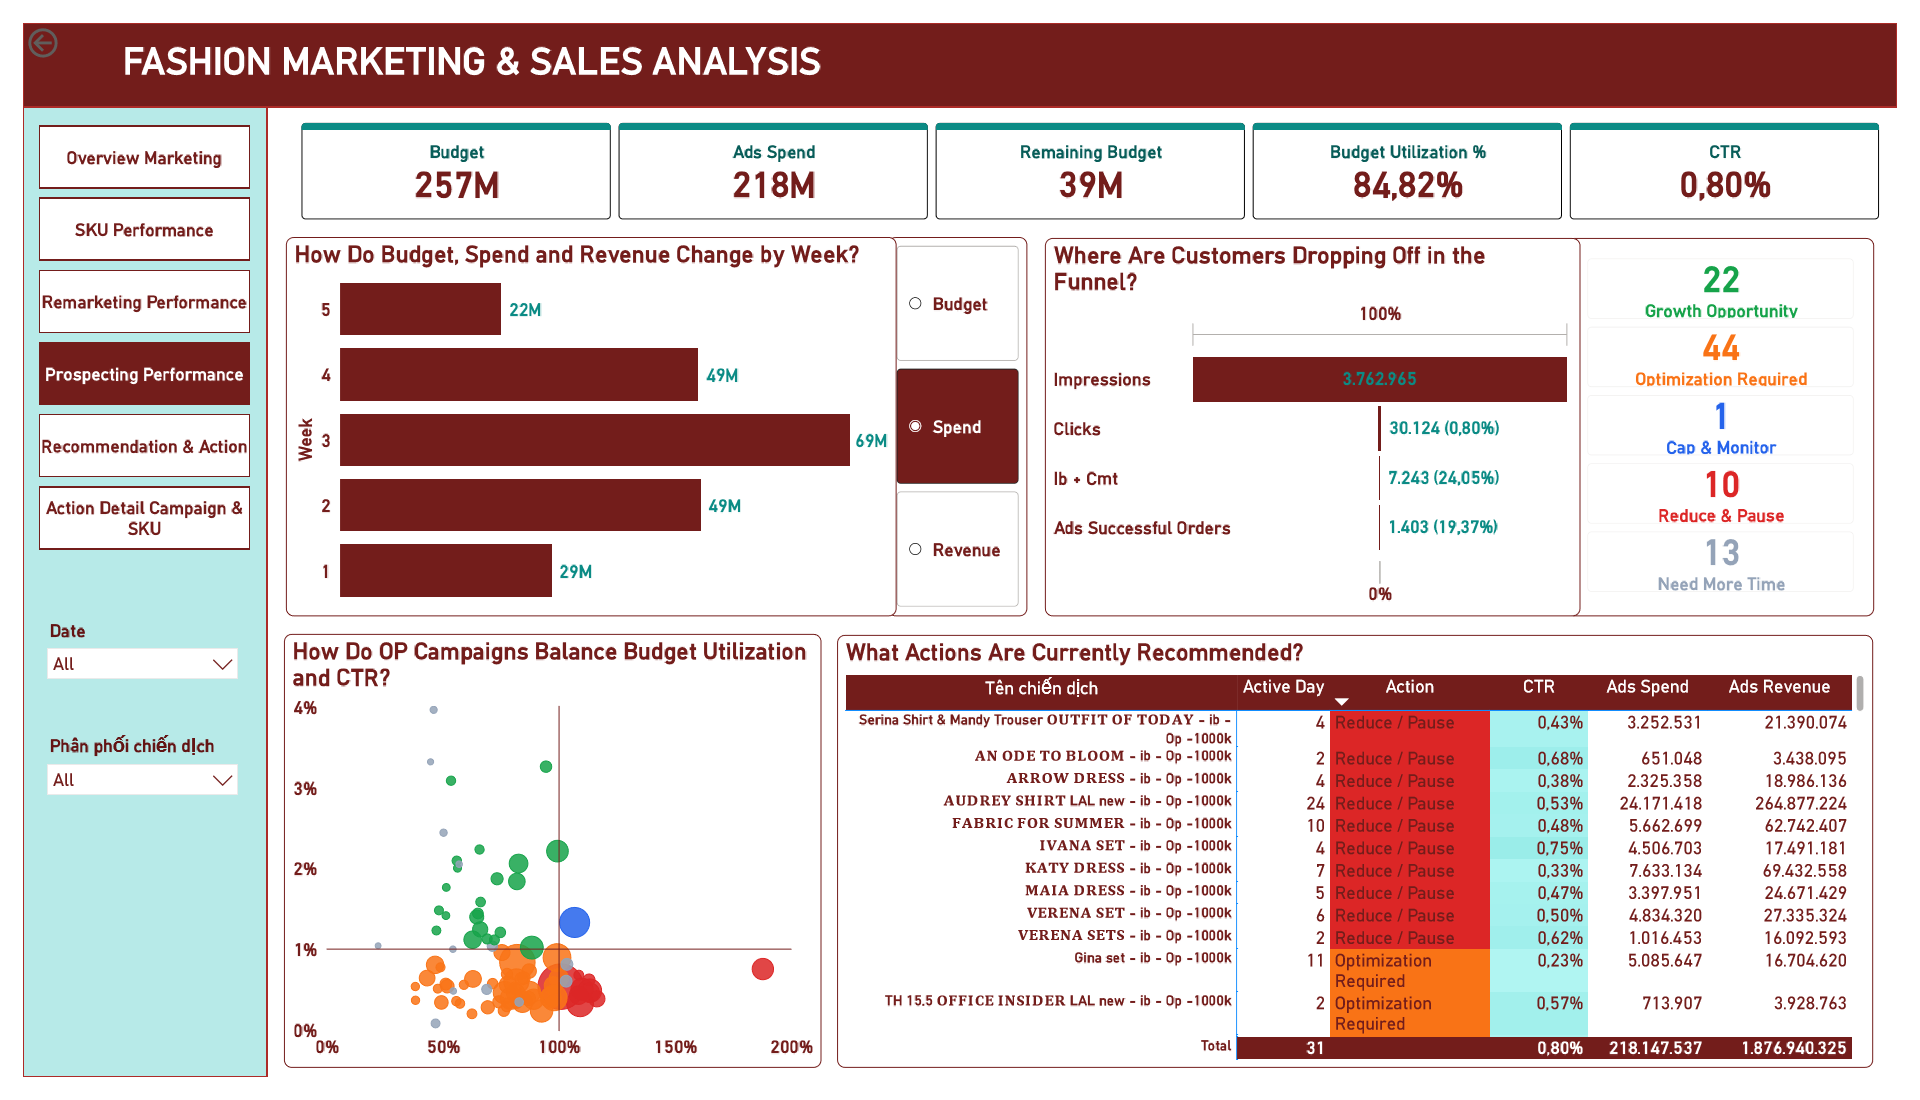 FASHION MARKETING & SALES ANALYSIS
Overview Marketing
SKU Performance
Remarketing Performance
Prospecting Performance
Recommendation & Action
Action Detail Campaign &
SKU
Date
All
Phân phối chiến dịch
All
Budget
257M
Ads Spend
218M
Remaining Budget
39M
Budget Utilization %
84,82%
CTR
0,80%
How Do Budget, Spend and Revenue Change by Week?
Week
5
22M
4
49M
3
69M
2
49M
1
29M
Budget
Spend
Revenue
Where Are Customers Dropping Off in the
Funnel?
100%
Impressions
3.762.965
Clicks
30.124 (0,80%)
Ib + Cmt
7.243 (24,05%)
Ads Successful Orders
1.403 (19,37%)
0%
22
Growth Opportunity
44
Optimization Required
1
Cap & Monitor
10
Reduce & Pause
13
Need More Time
How Do OP Campaigns Balance Budget Utilization
and CTR?
4%
3%
2%
1%
0%
0% 50% 100% 150% 200%
What Actions Are Currently Recommended?
Tên chiến dịch Active Day Action CTR Ads Spend Ads Revenue
Serina Shirt & Mandy Trouser OUTFIT OF TODAY - ib - 4 Reduce / Pause 0,43% 3.252.531 21.390.074
Op -1000k
AN ODE TO BLOOM - ib - Op -1000k 2 Reduce / Pause 0,68% 651.048 3.438.095
ARROW DRESS - ib - Op -1000k 4 Reduce / Pause 0,38% 2.325.358 18.986.136
AUDREY SHIRT LAL new - ib - Op -1000k 24 Reduce / Pause 0,53% 24.171.418 264.877.224
FABRIC FOR SUMMER - ib - Op -1000k 10 Reduce / Pause 0,48% 5.662.699 62.742.407
IVANA SET - ib - Op -1000k 4 Reduce / Pause 0,75% 4.506.703 17.491.181
KATY DRESS - ib - Op -1000k 7 Reduce / Pause 0,33% 7.633.134 69.432.558
MAIA DRESS - ib - Op -1000k 5 Reduce / Pause 0,47% 3.397.951 24.671.429
VERENA SET - ib - Op -1000k 6 Reduce / Pause 0,50% 4.834.320 27.335.324
VERENA SETS - ib - Op -1000k 2 Reduce / Pause 0,62% 1.016.453 16.092.593
Gina set - ib - Op -1000k 11 Optimization 0,23% 5.085.647 16.704.620
Required
TH 15.5 OFFICE INSIDER LAL new - ib - Op -1000k 2 Optimization 0,57% 713.907 3.928.763
Required
Total 31 0,80% 218.147.537 1.876.940.325